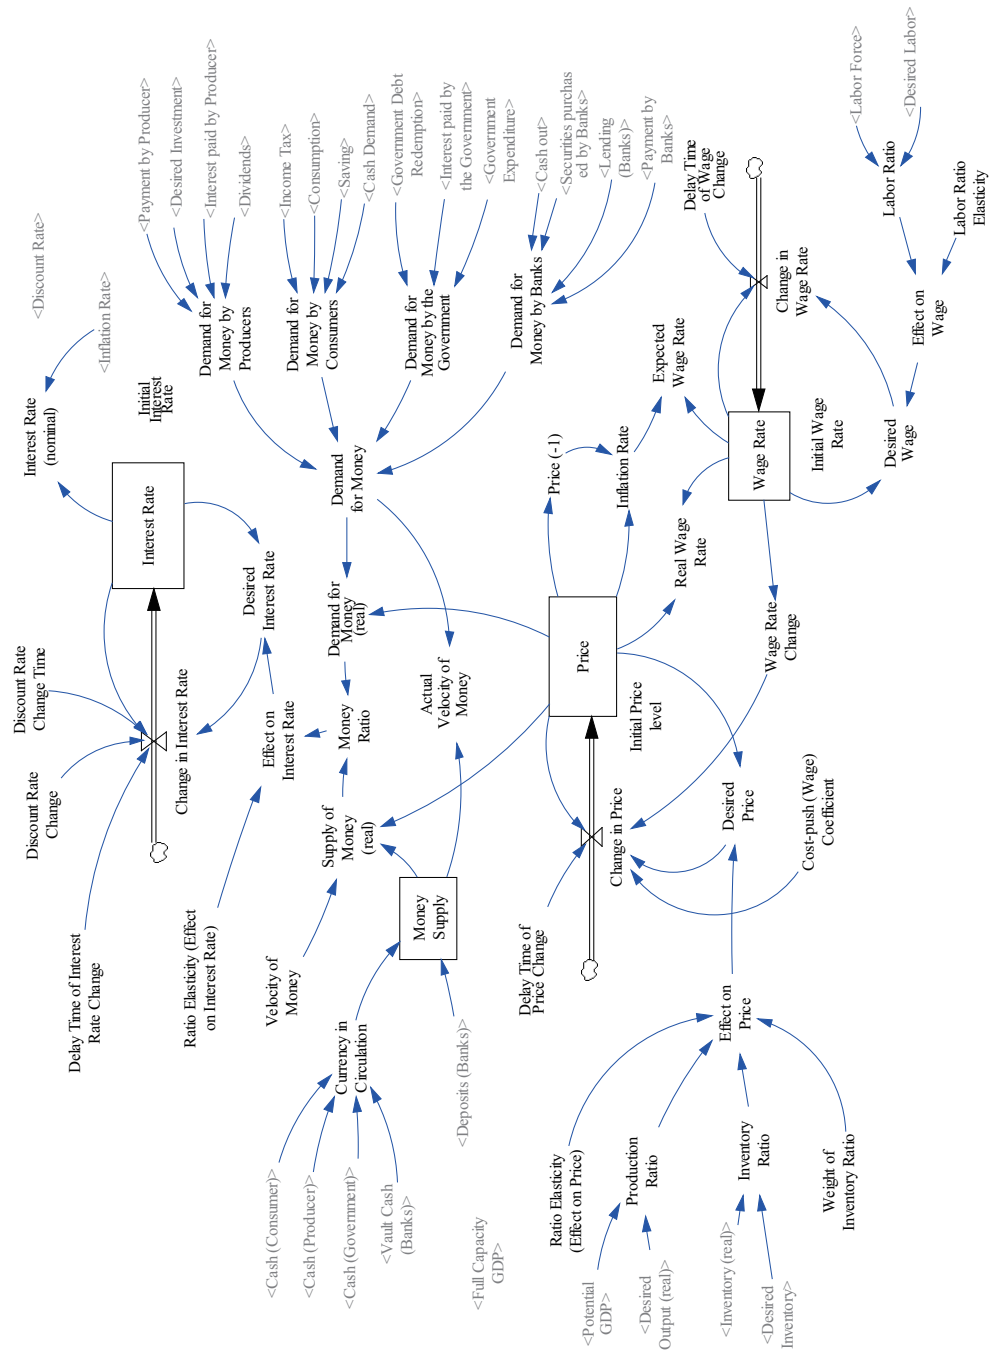 <Discount Rate>
<Inflation Rate>
Interest Rate
(nominal)
Initial
Interest
Rate
Interest Rate
Discount Rate
Change Time
Discount Rate
Change
Change in Interest Rate
Delay Time of Interest
Rate Change
Desired
Interest Rate
Effect on
Interest Rate
Ratio Elasticity (Effect
on Interest Rate)
<Payment by Producer>
<Desired Investment>
<Interest paid by Producer>
<Dividends>
Demand for
Money by
Producers
<Income Tax>
<Consumption>
<Saving>
<Cash Demand>
Demand for
Money by
Consumers
<Government Debt
Redemption>
<Interest paid by
the Government>
<Government
Expenditure>
Demand for
Money by the
Government
<Cash out>
<Securities purchas
ed by Banks>
<Lending
(Banks)>
<Payment by
Banks>
Demand for
Money by Banks
Demand
for Money
Demand for
Money
(real)
Money
Ratio
Supply of
Money
(real)
Velocity of
Money
Actual
Velocity of
Money
Money
Supply
Currency in
Circulation
<Cash (Consumer)>
<Cash (Producer)>
<Cash (Government)>
<Vault Cash
(Banks)>
<Deposits (Banks)>
<Full Capacity
GDP>
Price (-1)
Inflation Rate
Expected
Wage Rate
Real Wage
Rate
Price
Initial Price
level
Change in Price
Delay Time of
Price Change
Desired
Price
Cost-push (Wage)
Coefficient
Wage Rate
Change
Effect on
Price
Ratio Elasticity
(Effect on Price)
Production
Ratio
Inventory
Ratio
Weight of
Inventory Ratio
<Potential
GDP>
<Desired
Output (real)>
<Inventory (real)>
<Desired
Inventory>
Delay Time
of Wage
Change
Change in
Wage Rate
Wage Rate
Initial Wage
Rate
Desired
Wage
Effect on
Wage
Labor Ratio
Labor Ratio
Elasticity
<Labor Force>
<Desired Labor>